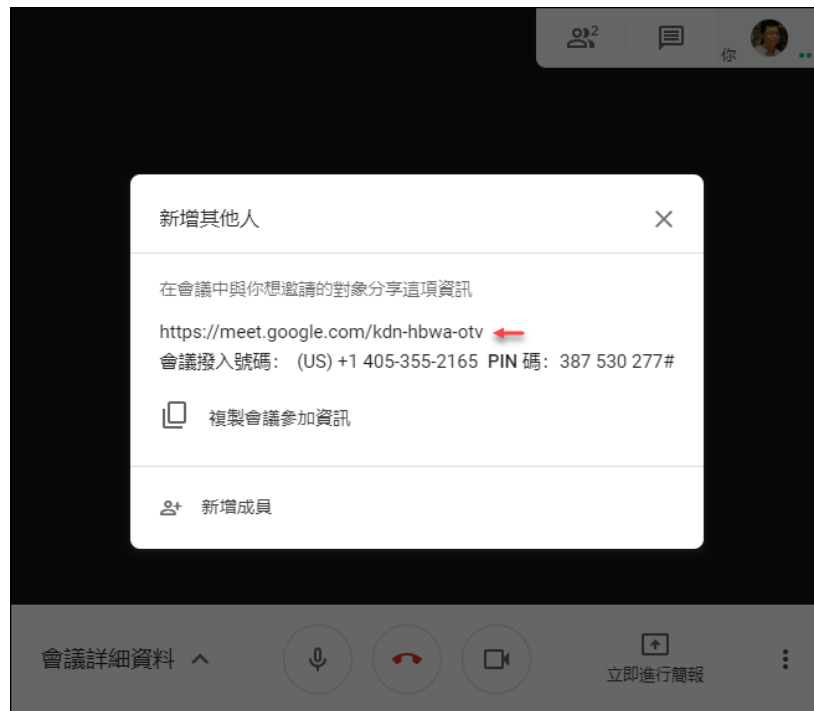 2
你
新增其他人
在會議中與你想邀請的對象分享這項資訊
https://meet.google.com/kdn-hbwa-otv
會議撥入號碼： (US) +1 405-355-2165 PIN 碼：387 530 277#
複製會議參加資訊
新增成員
會議詳細資料
立即進行簡報